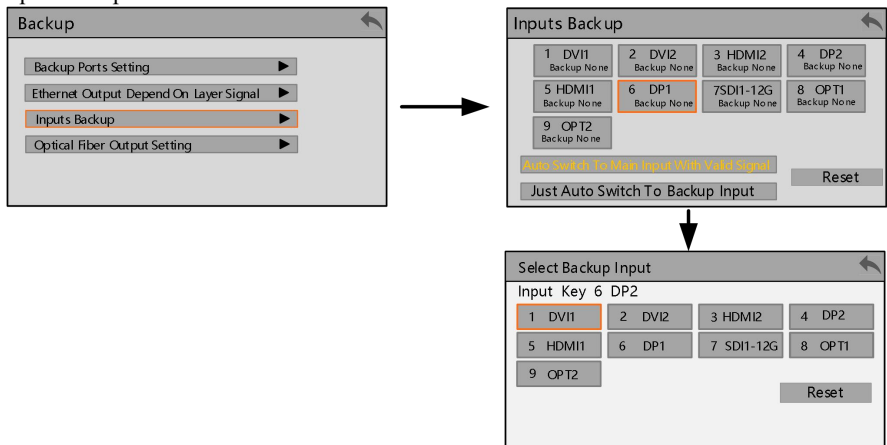 Backup
Backup Ports Setting
Ethernet Output Depend On Layer Signal
Inputs Backup
Optical Fiber Output Setting
Inputs Backup
1 DVI1
Backup None
2 DVI2
Backup None
3 HDMI2
Backup None
4 DP2
Backup None
5 HDMI1
Backup None
6 DP1
Backup None
7SDI1-12G
Backup None
8 OPT1
Backup None
9 OPT2
Backup None
Auto Switch To Main Input With Valid Signal
Just Auto Switch To Backup Input
Reset
Select Backup Input
Input Key 6 DP2
1 DVI1
2 DVI2
3 HDMI2
4 DP2
5 HDMI1
6 DP1
7 SDI1-12G
8 OPT1
9 OPT2
Reset